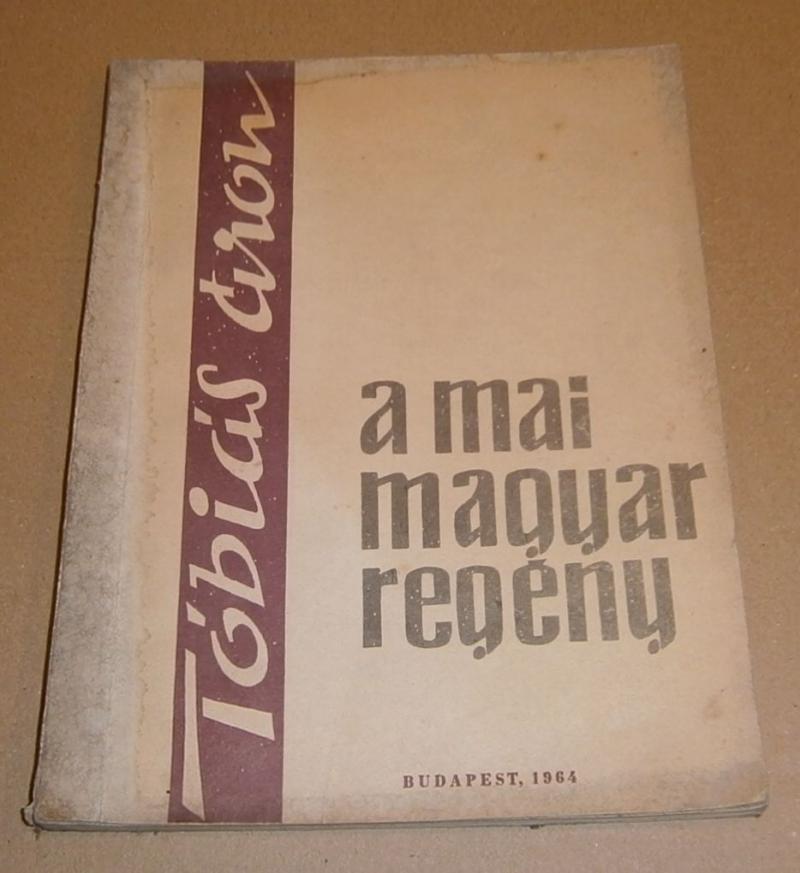 Tóbiás Áron
a mai
magyar
regény
BUDAPEST, 1964